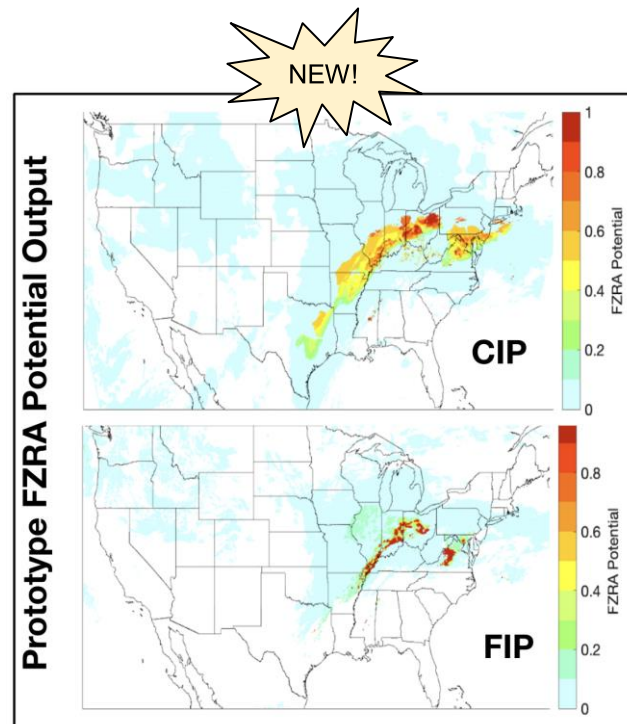 NEW!
Prototype FZRA Potential Output
1
0.8
0.6
0.4
0.2
0
FZRA Potential
CIP
0.8
0.6
0.4
0.2
0
FZRA Potential
FIP